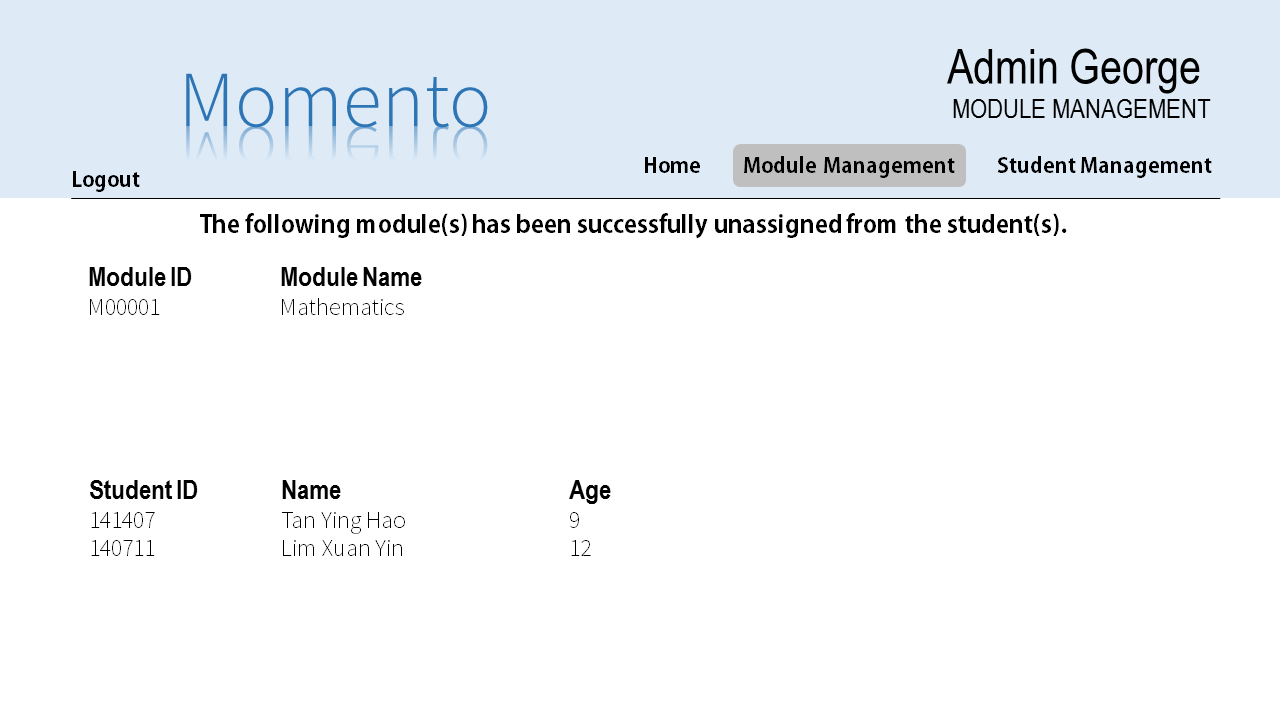 Momento
Admin George
MODULE MANAGEMENT
Logout
Home Module Management Student Management
The following module(s) has been successfully unassigned from the student(s).
Module ID Module Name
M00001 Mathematics
Student ID Name Age
141407 Tan Ying Hao 9
140711 Lim Xuan Yin 12